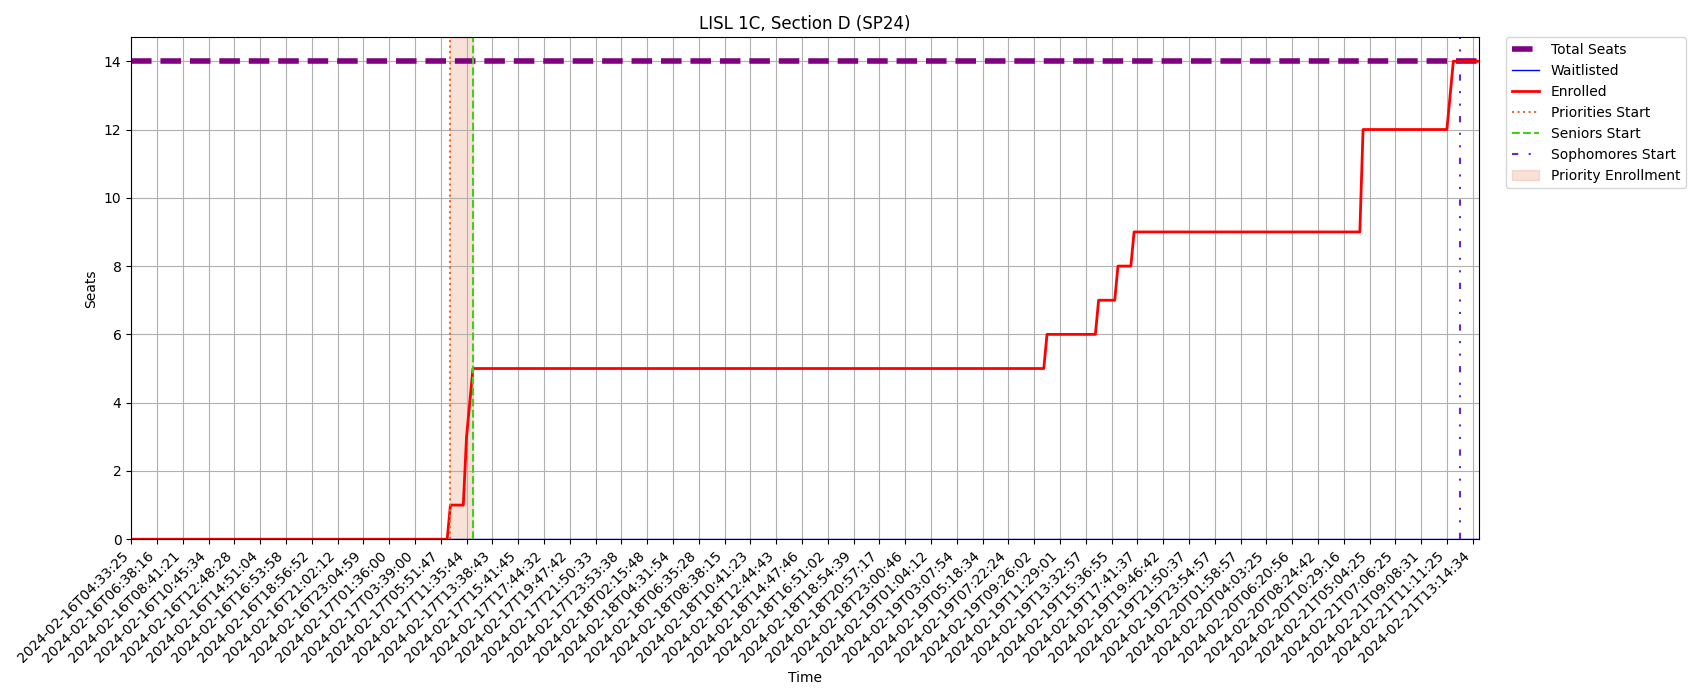 LISL 1C, Section D (SP24)
Total Seats
Waitlisted
Enrolled
Priorities Start
Seniors Start
Sophomores Start
Priority Enrollment
Seats
14
12
10
8
6
4
2
0
2024-02-16T04:33:25
2024-02-16T06:38:16
2024-02-16T08:41:21
2024-02-16T10:45:34
2024-02-16T12:48:28
2024-02-16T14:51:04
2024-02-16T16:53:58
2024-02-16T18:56:52
2024-02-16T21:02:12
2024-02-16T23:04:59
2024-02-17T01:36:00
2024-02-17T03:39:00
2024-02-17T05:51:47
2024-02-17T11:35:44
2024-02-17T13:38:43
2024-02-17T15:41:45
2024-02-17T17:44:32
2024-02-17T19:47:42
2024-02-17T21:50:33
2024-02-17T23:53:38
2024-02-18T02:15:48
2024-02-18T04:31:54
2024-02-18T06:35:28
2024-02-18T08:38:15
2024-02-18T10:41:23
2024-02-18T12:44:43
2024-02-18T14:47:46
2024-02-18T16:51:02
2024-02-18T18:54:39
2024-02-18T20:57:17
2024-02-18T23:00:46
2024-02-19T01:04:12
2024-02-19T03:07:54
2024-02-19T05:18:34
2024-02-19T07:22:24
2024-02-19T09:26:02
2024-02-19T11:29:01
2024-02-19T13:32:57
2024-02-19T15:36:55
2024-02-19T17:41:37
2024-02-19T19:46:42
2024-02-19T21:50:37
2024-02-19T23:54:57
2024-02-20T01:58:57
2024-02-20T04:03:25
2024-02-20T06:20:56
2024-02-20T08:24:42
2024-02-20T10:29:16
2024-02-21T05:04:25
2024-02-21T07:06:25
2024-02-21T09:08:31
2024-02-21T11:11:25
2024-02-21T13:14:34
Time